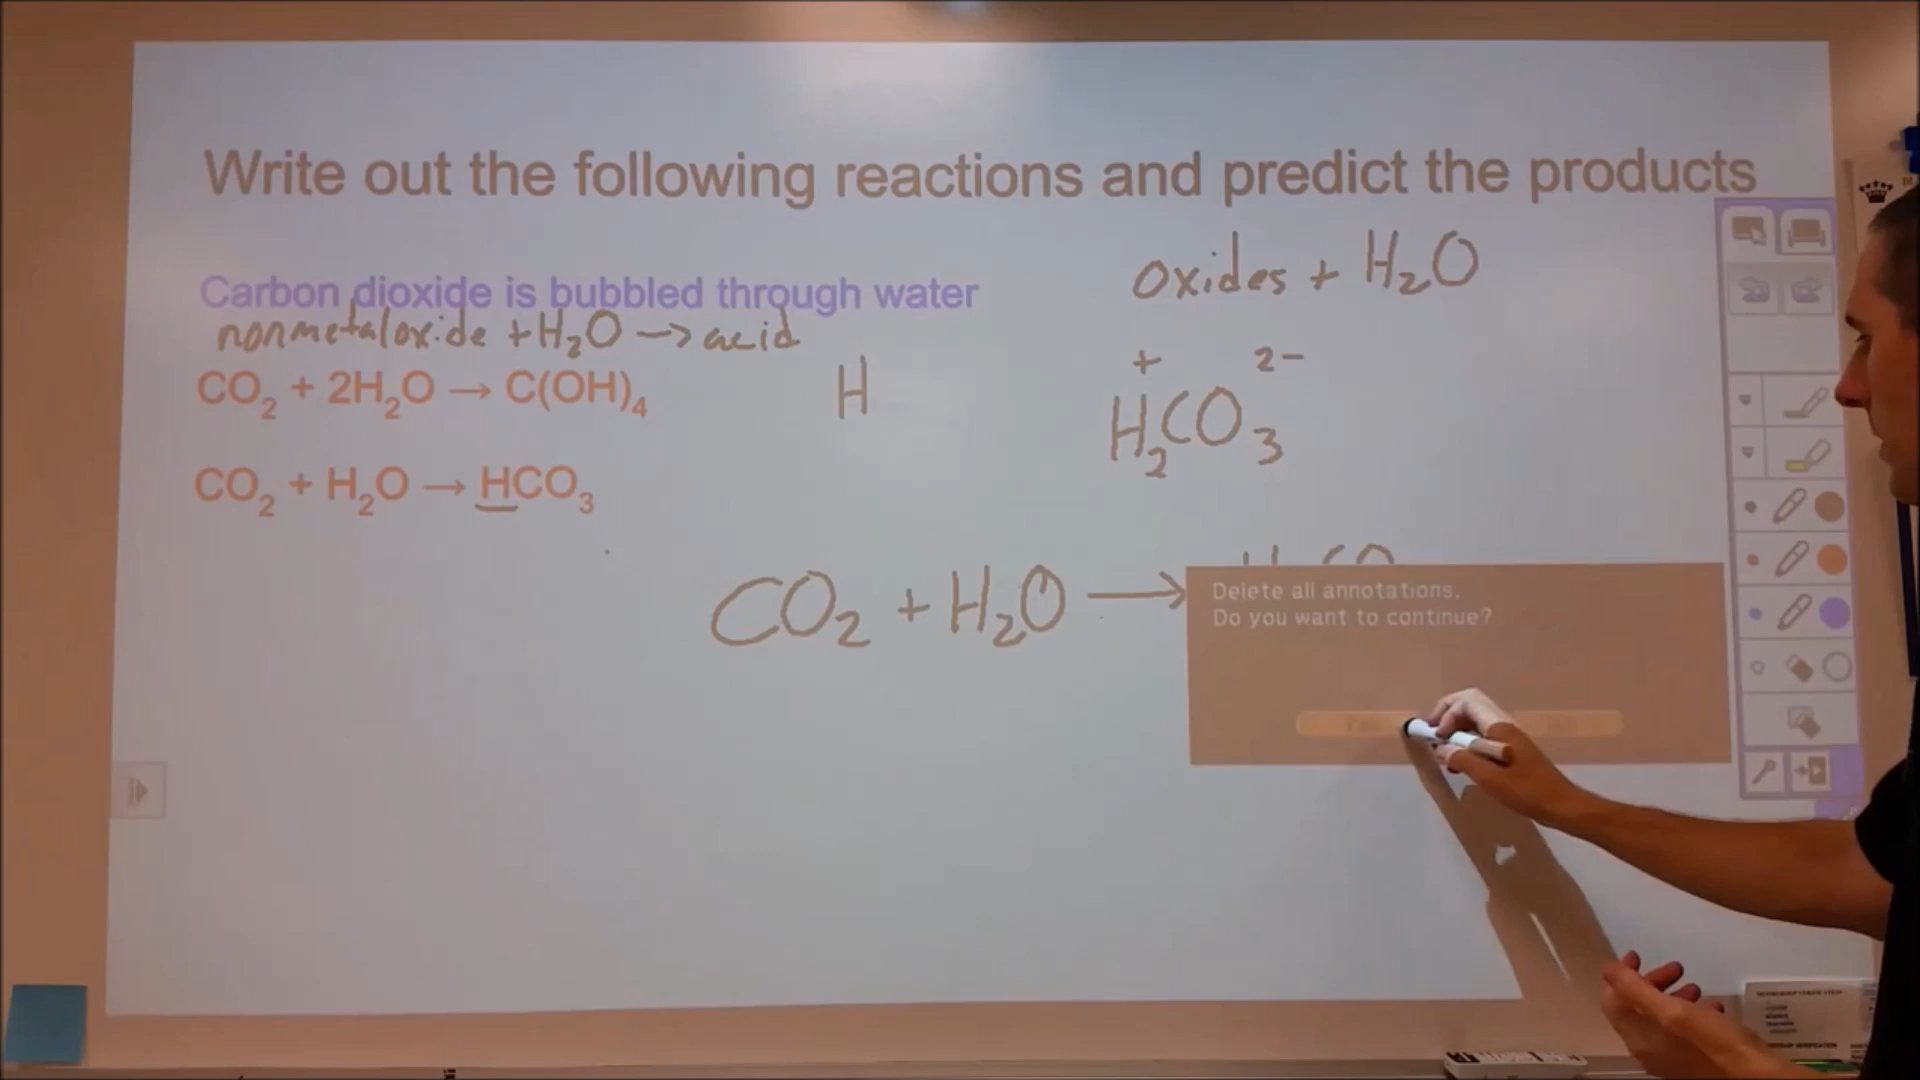 Write out the following reactions and predict the products
Carbon dioxide is bubbled through water
nonmetaloxide + H₂O → acid
CO₂ + 2H₂O → C(OH)₄
CO₂ + H₂O → HCO₃
H
oxides + H₂O
+ 2−
H₂CO₃
CO₂ + H₂O →
Delete all annotations.
Do you want to continue?